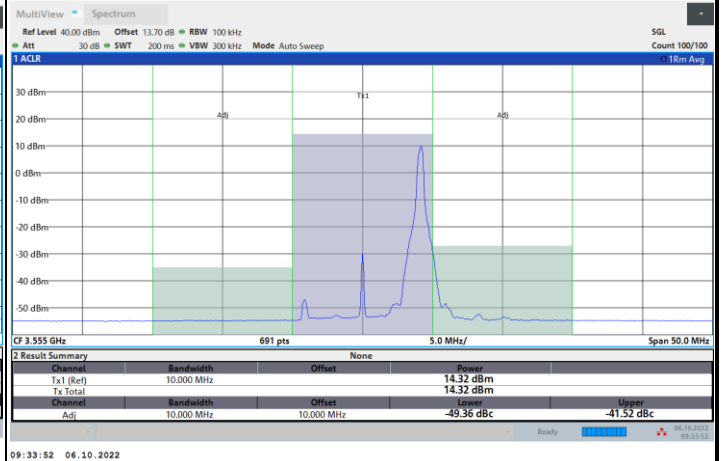 MultiView Spectrum
Ref Level 40.00 dBm Offset 13.70 dB RBW 100 kHz SGL
Att 30 dB SWT 200 ms VBW 300 kHz Mode Auto Sweep Count 100/100
1 ACLR 1Rm Avg
30 dBm
Tx1
20 dBm
Adj Adj
10 dBm
0 dBm
-10 dBm
-20 dBm
-30 dBm
-40 dBm
-50 dBm
CF 3.555 GHz 691 pts 5.0 MHz/ Span 50.0 MHz
2 Result Summary None
Channel Bandwidth Offset Power
Tx1 (Ref) 10.000 MHz 14.32 dBm
Tx Total 14.32 dBm
Channel Bandwidth Offset Lower Upper
Adj 10.000 MHz 10.000 MHz -49.36 dBc -41.52 dBc
Ready 06.10.2022
09:33:52
09:33:52 06.10.2022